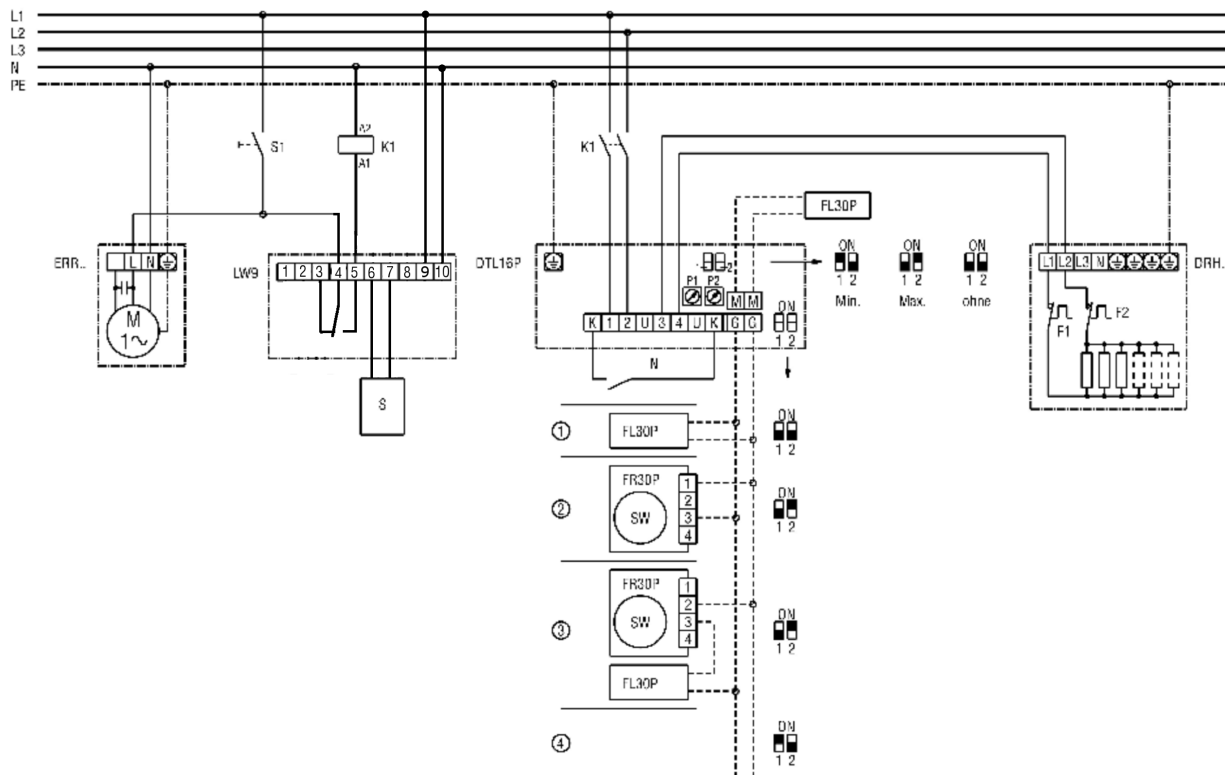 L1
L2
L3
N
PE
A2
S1
K1
A1
K1
FL30P
ERR..
L N
M
1~
LW9
1 2 3 4 5 6 7 8 9 10
S
DTL16P
2
P1 P2
M M
K 1 2 U 3 4 U K G G
N
ON
1 2
ON
1 2
Min.
ON
1 2
Max.
ON
1 2
ohne
L1 L2 L3 N
DRH..
F1
F2
1
FL30P
ON
1 2
2
FR30P
SW
1
2
3
4
ON
1 2
3
FR30P
SW
1
2
3
4
FL30P
ON
1 2
4
ON
1 2